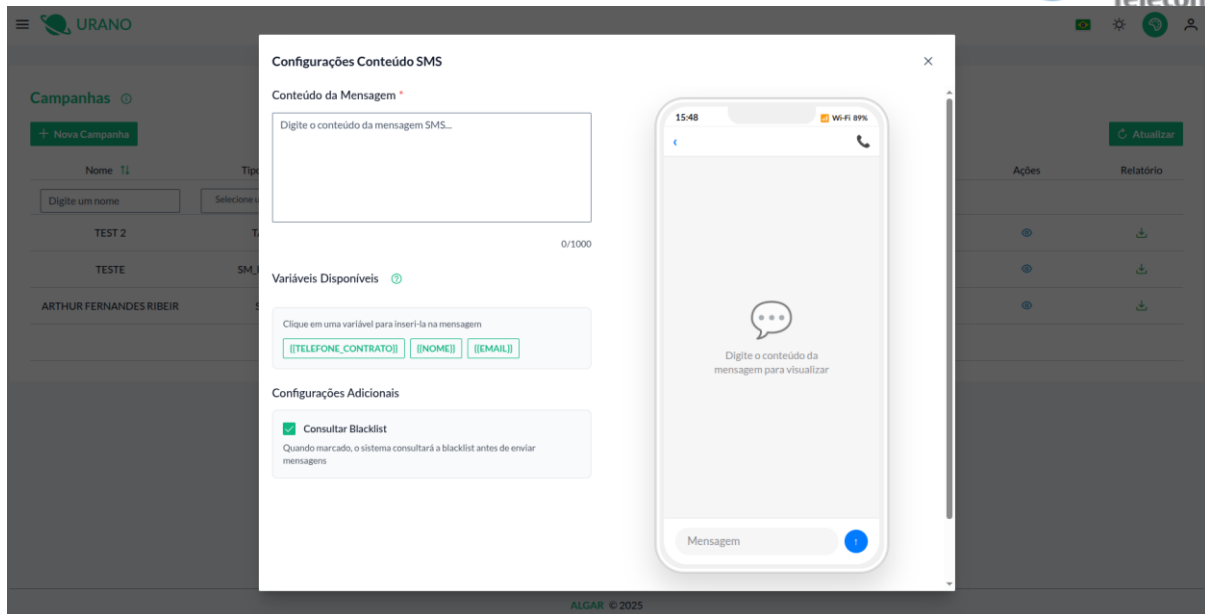 Telecom
URANO
Campanhas
+ Nova Campanha
Atualizar
Nome
Ações
Relatório
Digite um nome
TEST 2
TESTE
ARTHUR FERNANDES RIBEIR
Configurações Conteúdo SMS
Conteúdo da Mensagem *
Digite o conteúdo da mensagem SMS...
0/1000
Variáveis Disponíveis
Clique em uma variável para inseri-la na mensagem
{{TELEFONE_CONTRATO}} {{NOME}} {{EMAIL}}
Configurações Adicionais
Consultar Blacklist
Quando marcado, o sistema consultará a blacklist antes de enviar
mensagens
15:48
Wi-Fi 89%
Digite o conteúdo da
mensagem para visualizar
Mensagem
ALGAR © 2025